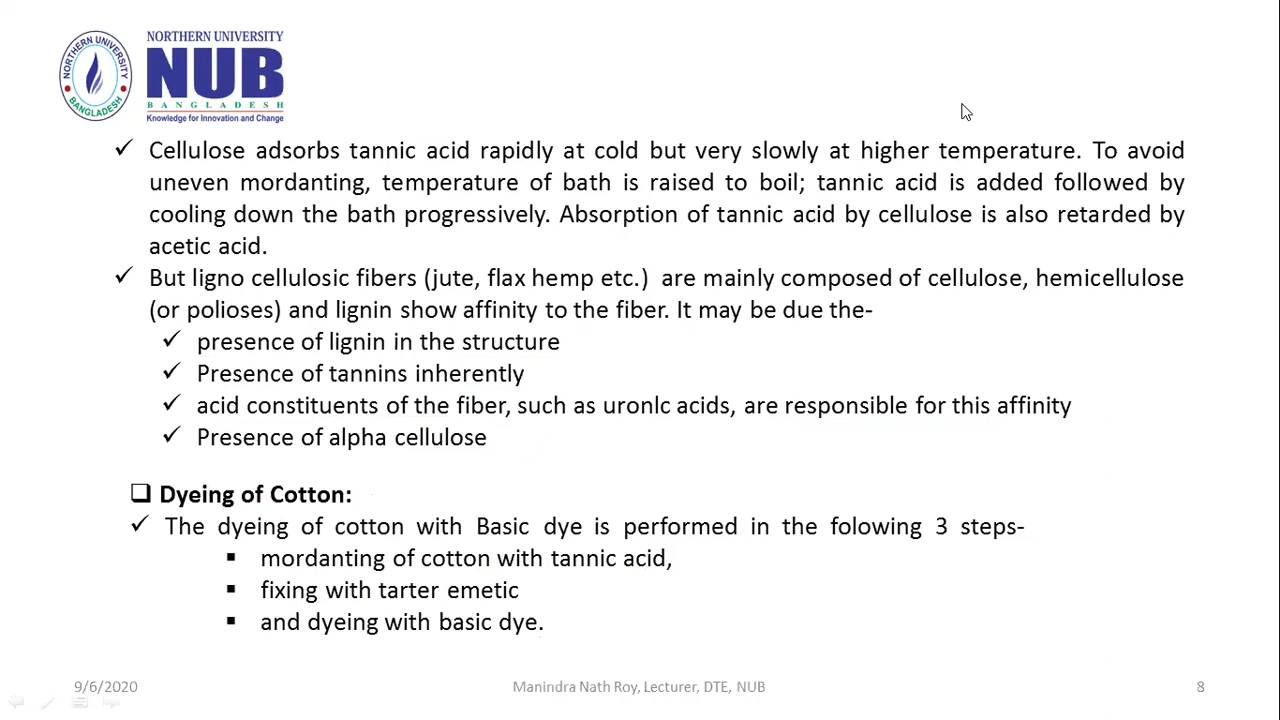 NORTHERN UNIVERSITY
NORTHERN UNIVERSITY
NUB
BANGLADESH
BANGLADESH
Knowledge for Innovation and Change
✓ Cellulose adsorbs tannic acid rapidly at cold but very slowly at higher temperature. To avoid
uneven mordanting, temperature of bath is raised to boil; tannic acid is added followed by
cooling down the bath progressively. Absorption of tannic acid by cellulose is also retarded by
acetic acid.
✓ But ligno cellulosic fibers (jute, flax hemp etc.) are mainly composed of cellulose, hemicellulose
(or polioses) and lignin show affinity to the fiber. It may be due the-
✓ presence of lignin in the structure
✓ Presence of tannins inherently
✓ acid constituents of the fiber, such as uronlc acids, are responsible for this affinity
✓ Presence of alpha cellulose
❑ Dyeing of Cotton:
✓ The dyeing of cotton with Basic dye is performed in the folowing 3 steps-
▪ mordanting of cotton with tannic acid,
▪ fixing with tarter emetic
▪ and dyeing with basic dye.
9/6/2020
Manindra Nath Roy, Lecturer, DTE, NUB
8